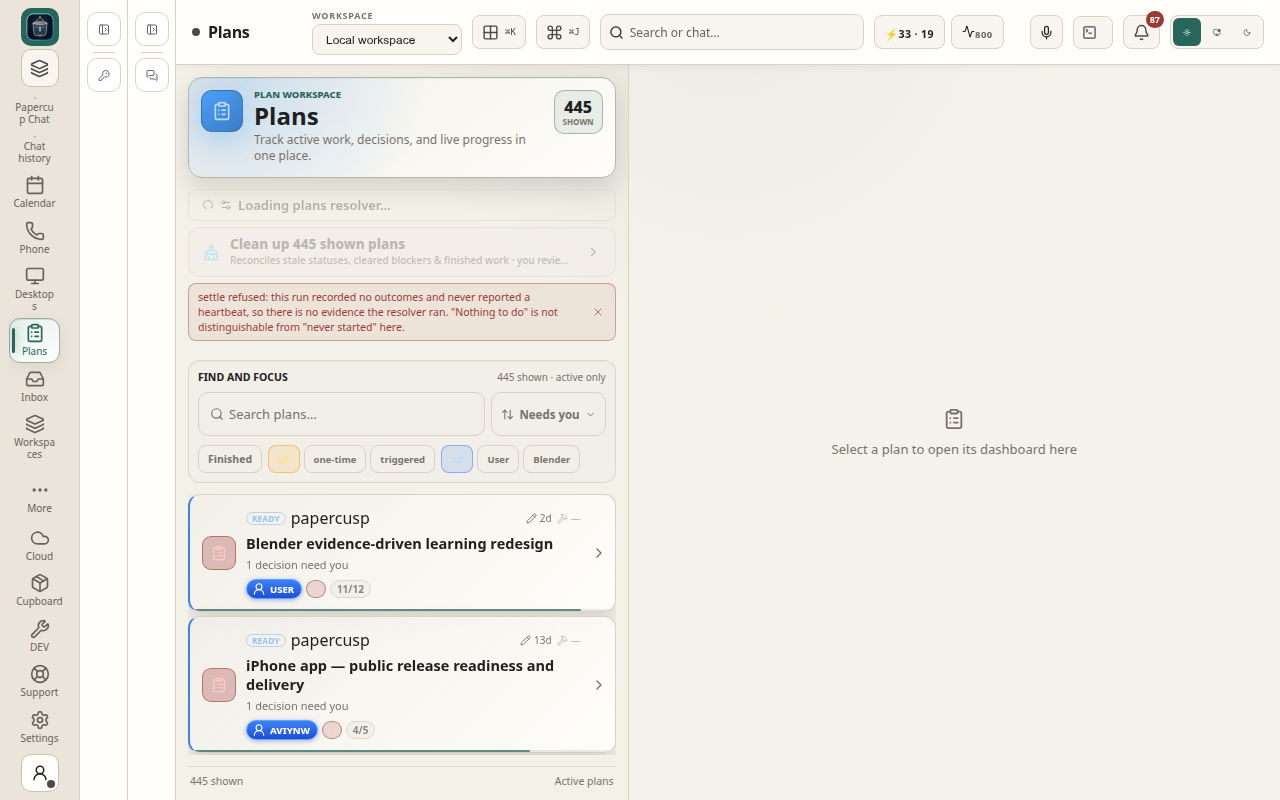 Plans
WORKSPACE
Local workspace
⌘K
⌘J
Search or chat…
⚡33 · 19
800
87
Papercu
p Chat
Chat
history
Calendar
Phone
Desktop
s
Plans
Inbox
Workspa
ces
More
Cloud
Cupboard
DEV
Support
Settings
PLAN WORKSPACE
Plans
Track active work, decisions, and live progress in
one place.
445
SHOWN
Loading plans resolver…
Clean up 445 shown plans
Reconciles stale statuses, cleared blockers & finished work · you revie…
settle refused: this run recorded no outcomes and never reported a
heartbeat, so there is no evidence the resolver ran. "Nothing to do" is not
distinguishable from "never started" here.
FIND AND FOCUS
445 shown · active only
Search plans…
Needs you
Finished
All
one-time
triggered
All
User
Blender
READY papercusp
2d
—
Blender evidence-driven learning redesign
1 decision need you
USER
11/12
READY papercusp
13d
—
iPhone app — public release readiness and
delivery
1 decision need you
AVIYNW
4/5
445 shown
Active plans
Select a plan to open its dashboard here